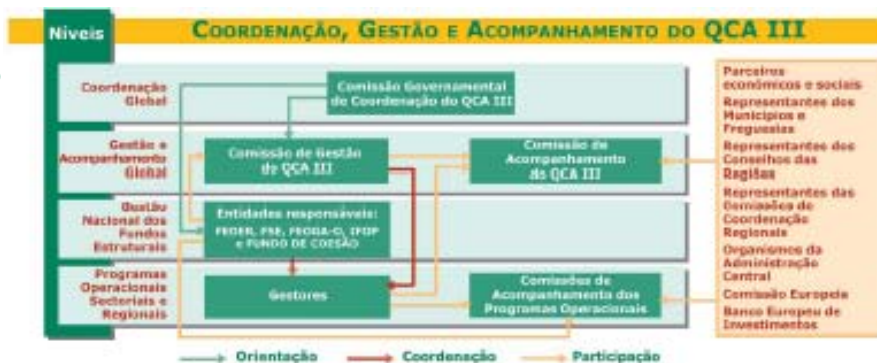 Níveis
COORDENAÇÃO, GESTÃO E ACOMPANHAMENTO DO QCA III
Coordenação
Global
Comissão Governamental
de Coordenação do QCA III
Gestão e
Acompanhamento
Global
Comissão de Gestão
do QCA III
Comissão de
Acompanhamento
do QCA III
Gestão
Nacional dos
Fundos
Estruturais
Entidades responsáveis:
FEDER, FSE, FEOGA-O, IFOP
e FUNDO DE COESÃO
Programas
Operacionais
Sectoriais e
Regionais
Gestores
Comissões de
Acompanhamento dos
Programas Operacionais
Parceiros
económicos e sociais
Representantes dos
Municípios e
Freguesias
Representantes dos
Conselhos das
Regiões
Representantes das
Comissões de
Coordenação
Regionais
Organismos da
Administração
Central
Comissão Europeia
Banco Europeu de
Investimentos
Orientação
Coordenação
Participação